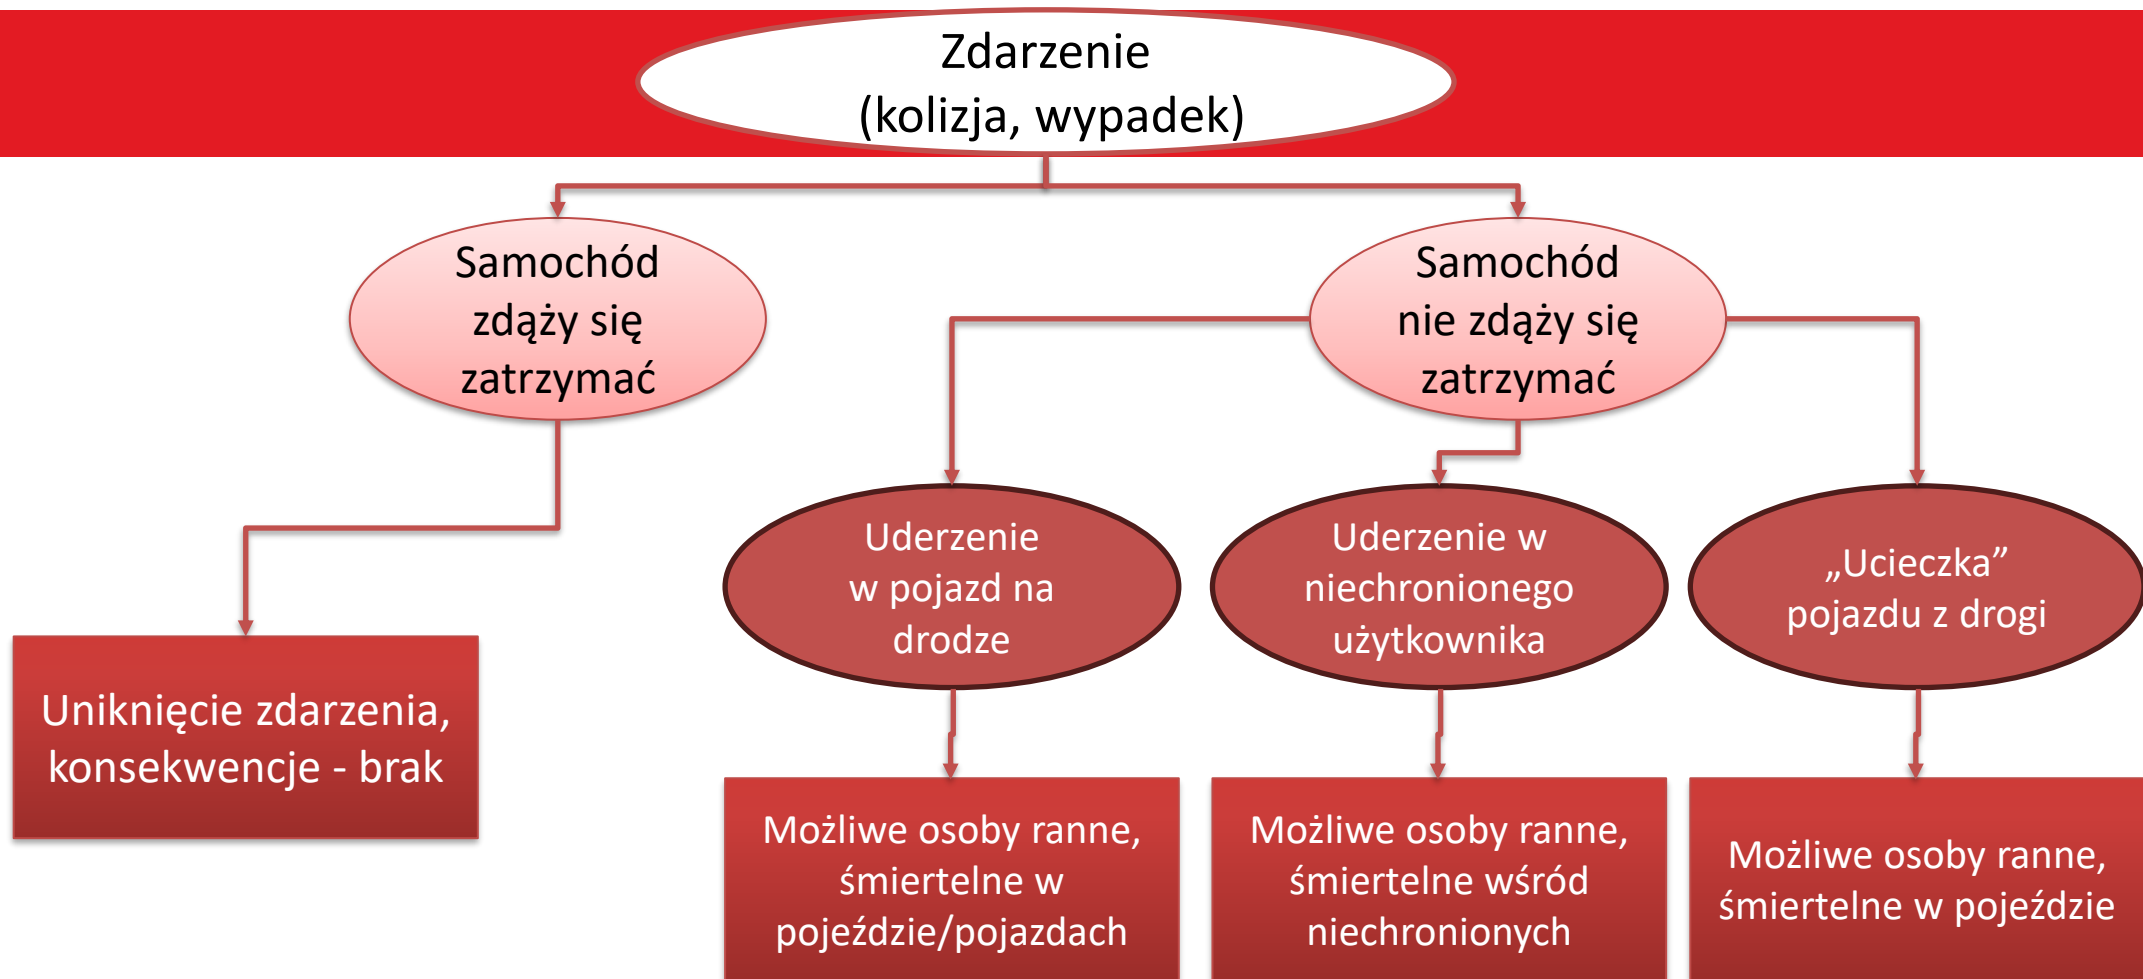 Zdarzenie
(kolizja, wypadek)
Samochód
zdąży się
zatrzymać
Samochód
nie zdąży się
zatrzymać
Uderzenie
w pojazd na
drodze
Uderzenie w
niechronionego
użytkownika
„Ucieczka”
pojazdu z drogi
Uniknięcie zdarzenia,
konsekwencje - brak
Możliwe osoby ranne,
śmiertelne w
pojeździe/pojazdach
Możliwe osoby ranne,
śmiertelne wśród
niechronionych
Możliwe osoby ranne,
śmiertelne w pojeździe